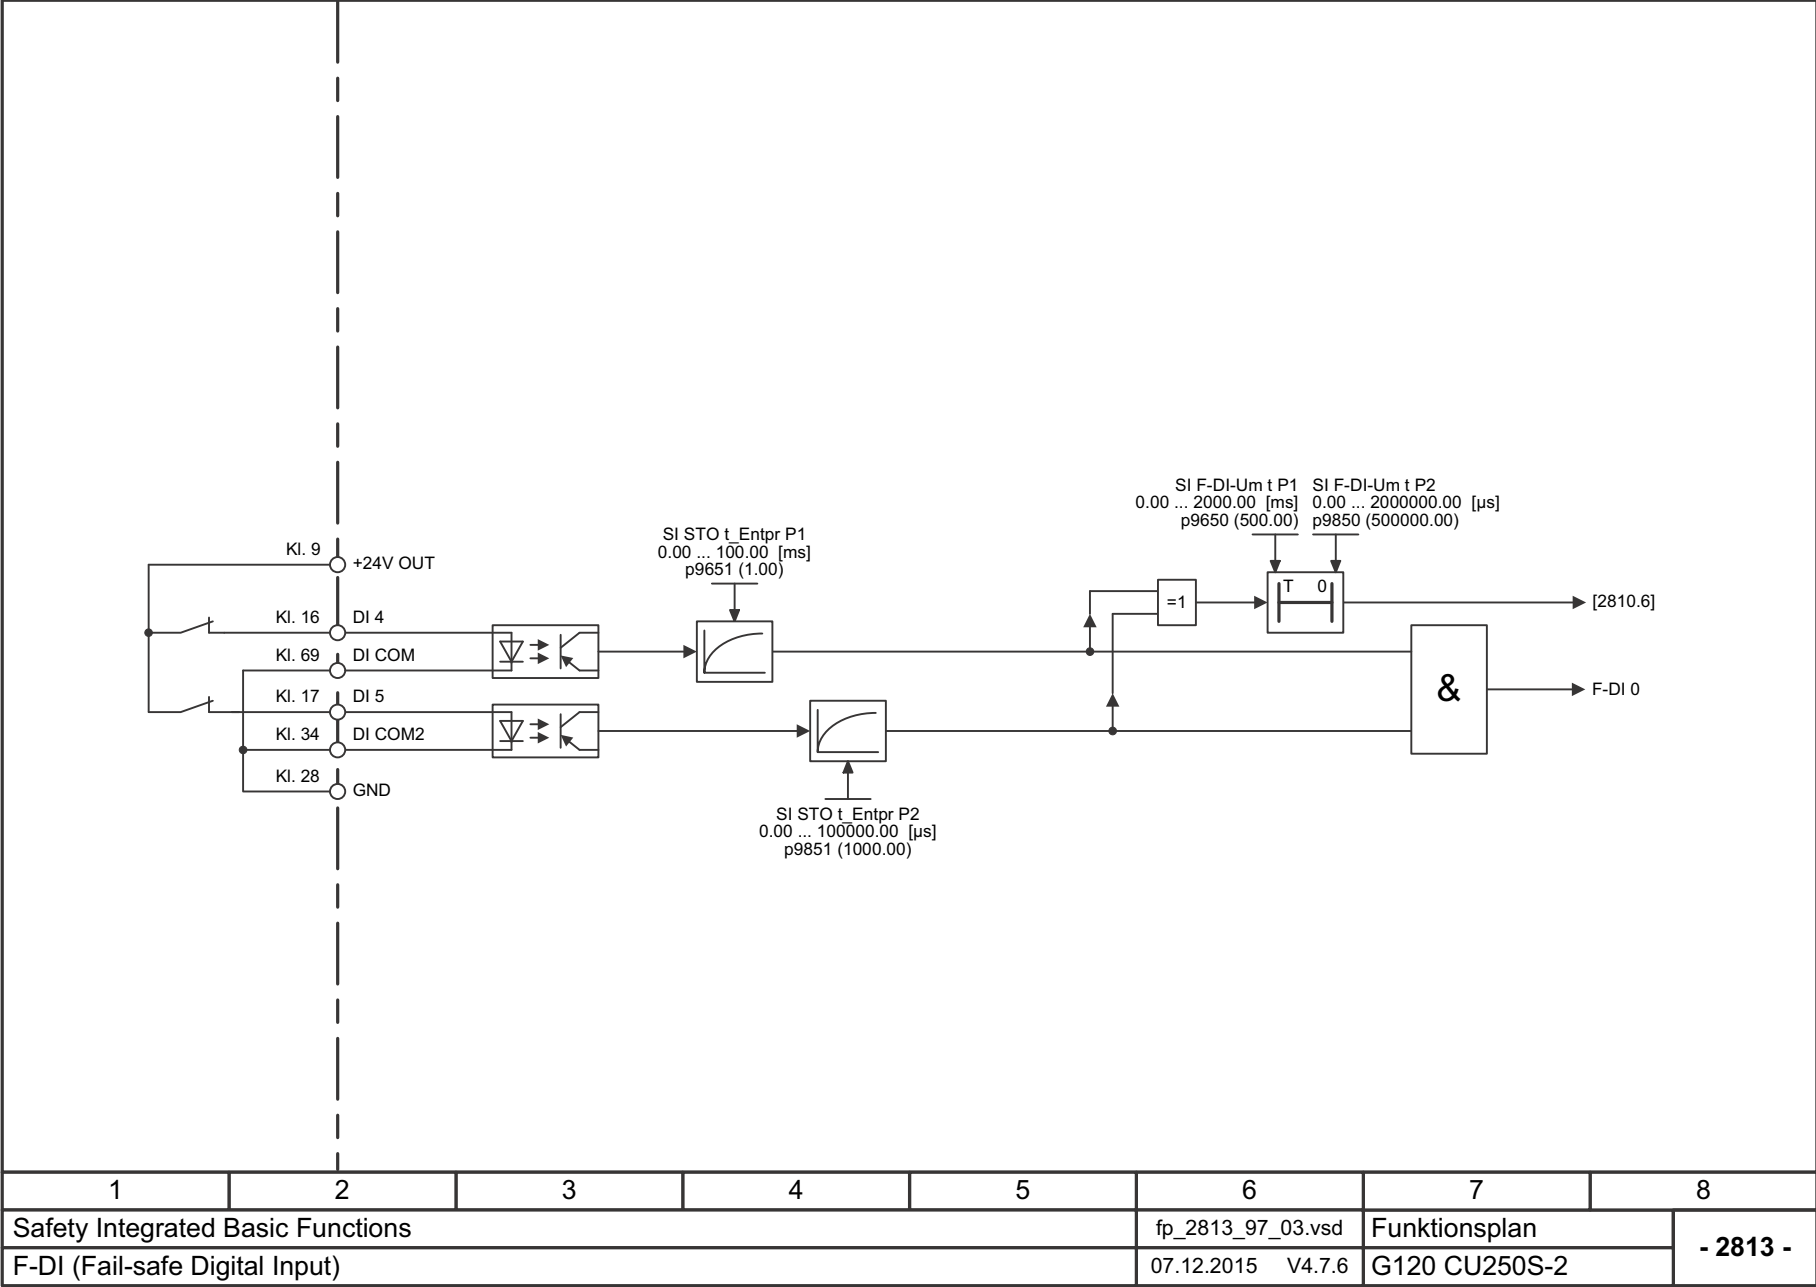 SI F-DI-Um t P1
0.00 ... 2000.00 [ms]
p9650 (500.00)
SI F-DI-Um t P2
0.00 ... 2000000.00 [µs]
p9850 (500000.00)
SI STO t_Entpr P1
0.00 ... 100.00 [ms]
p9651 (1.00)
Kl. 9
+24V OUT
T 0
=1
[2810.6]
Kl. 16
DI 4
Kl. 69
DI COM
Kl. 17
DI 5
&
F-DI 0
Kl. 34
DI COM2
Kl. 28
GND
SI STO t_Entpr P2
0.00 ... 100000.00 [µs]
p9851 (1000.00)
1 2 3 4 5 6 7 8
Safety Integrated Basic Functions
fp_2813_97_03.vsd
Funktionsplan
- 2813 -
F-DI (Fail-safe Digital Input)
07.12.2015 V4.7.6
G120 CU250S-2